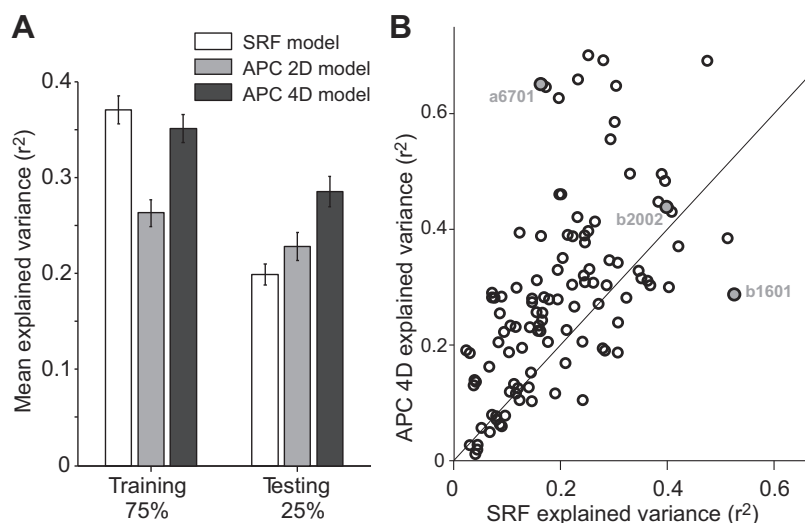 A
SRF model
APC 2D model
APC 4D model
Mean explained variance (r²)
0.4
0.3
0.2
0.1
0
Training
75%
Testing
25%
B
APC 4D explained variance (r²)
0.6
0.4
0.2
0
a6701
b2002
b1601
0
0.2
0.4
0.6
SRF explained variance (r²)